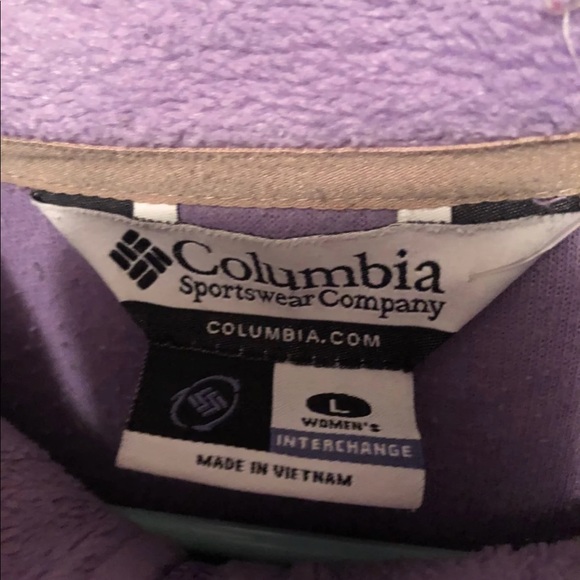 Columbia
Sportswear Company
COLUMBIA.COM
L
WOMEN'S
INTERCHANGE
MADE IN VIETNAM